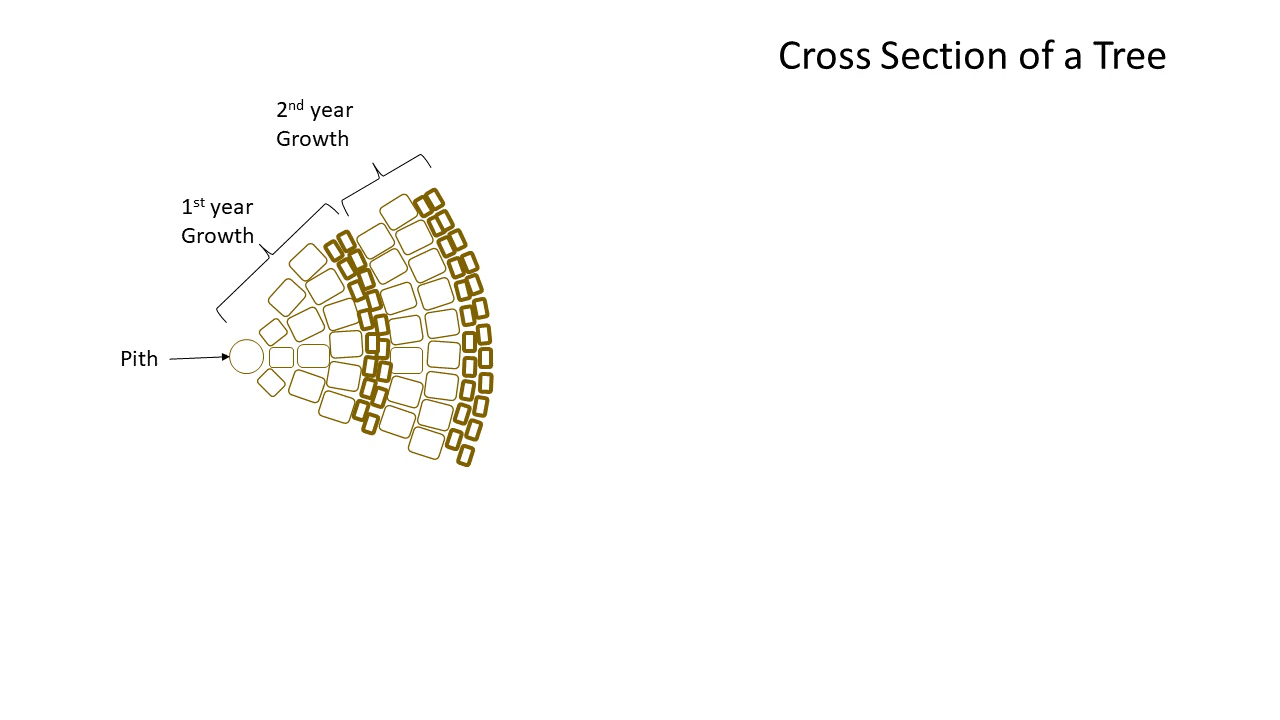 Cross Section of a Tree
2nd year
Growth
1st year
Growth
Pith